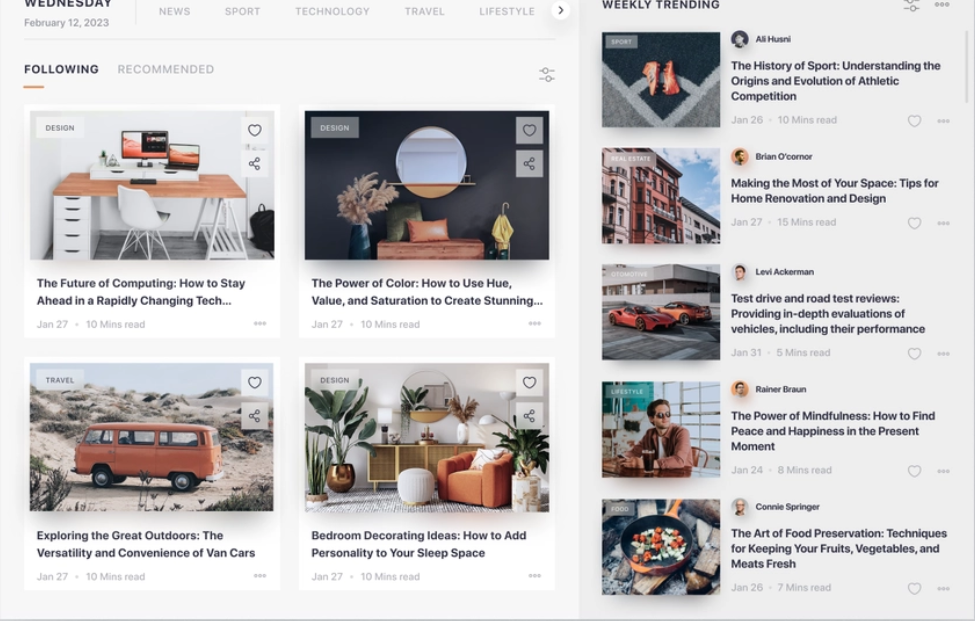 WEDNESDAY
February 12, 2023
NEWS
SPORT
TECHNOLOGY
TRAVEL
LIFESTYLE
FOLLOWING
RECOMMENDED
DESIGN
The Future of Computing: How to Stay
Ahead in a Rapidly Changing Tech...
Jan 27 • 10 Mins read
DESIGN
The Power of Color: How to Use Hue,
Value, and Saturation to Create Stunning...
Jan 27 • 10 Mins read
TRAVEL
Exploring the Great Outdoors: The
Versatility and Convenience of Van Cars
Jan 27 • 10 Mins read
DESIGN
Bedroom Decorating Ideas: How to Add
Personality to Your Sleep Space
Jan 27 • 10 Mins read
WEEKLY TRENDING
SPORT
Ali Husni
The History of Sport: Understanding the
Origins and Evolution of Athletic
Competition
Jan 26 • 10 Mins read
REAL ESTATE
Brian O'cornor
Making the Most of Your Space: Tips for
Home Renovation and Design
Jan 27 • 15 Mins read
OTOMOTIVE
Levi Ackerman
Test drive and road test reviews:
Providing in-depth evaluations of
vehicles, including their performance
Jan 31 • 5 Mins read
LIFESTYLE
Rainer Braun
The Power of Mindfulness: How to Find
Peace and Happiness in the Present
Moment
Jan 24 • 8 Mins read
FOOD
Connie Springer
The Art of Food Preservation: Techniques
for Keeping Your Fruits, Vegetables, and
Meats Fresh
Jan 26 • 7 Mins read